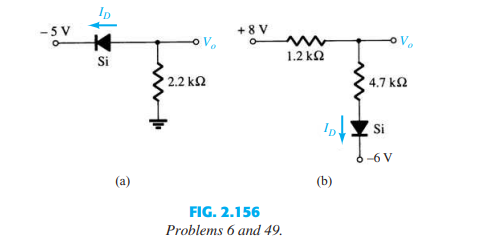 I_D
− 5 V
Si
V_o
2.2 kΩ
(a)
+ 8 V
1.2 kΩ
V_o
4.7 kΩ
I_D
Si
−6 V
(b)
FIG. 2.156
Problems 6 and 49.